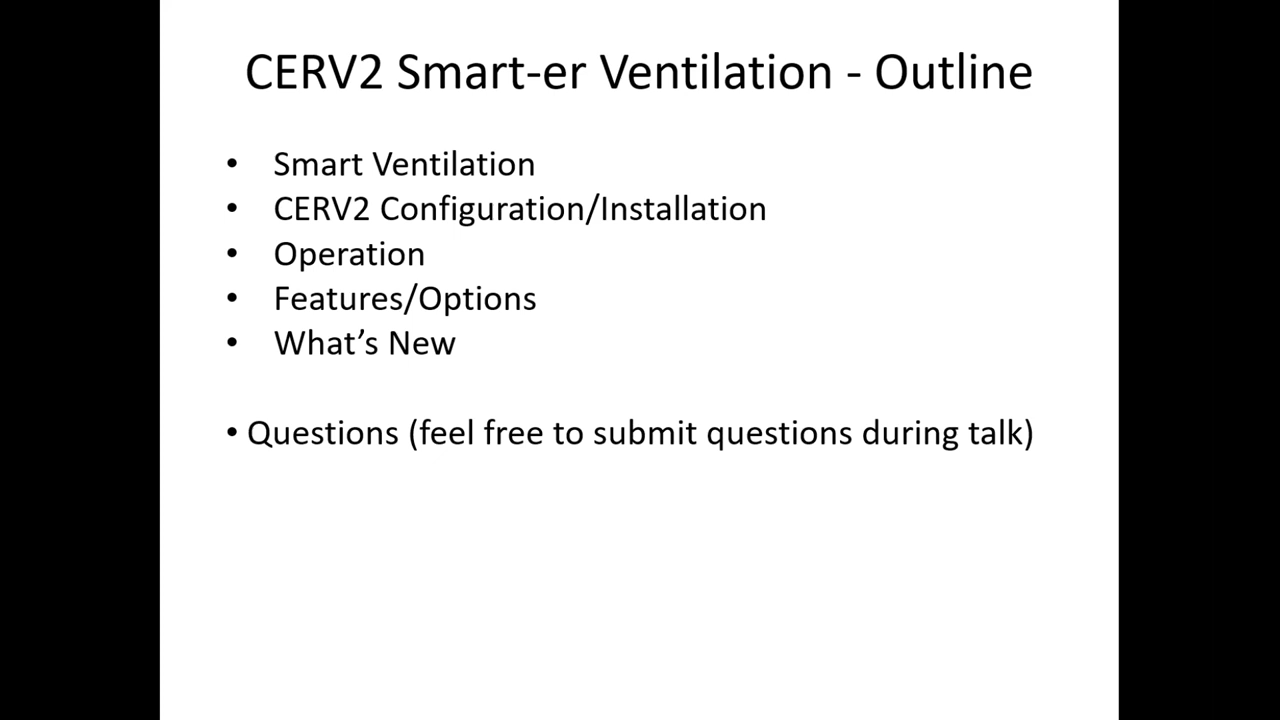 CERV2 Smart-er Ventilation - Outline
• Smart Ventilation
• CERV2 Configuration/Installation
• Operation
• Features/Options
• What’s New
• Questions (feel free to submit questions during talk)